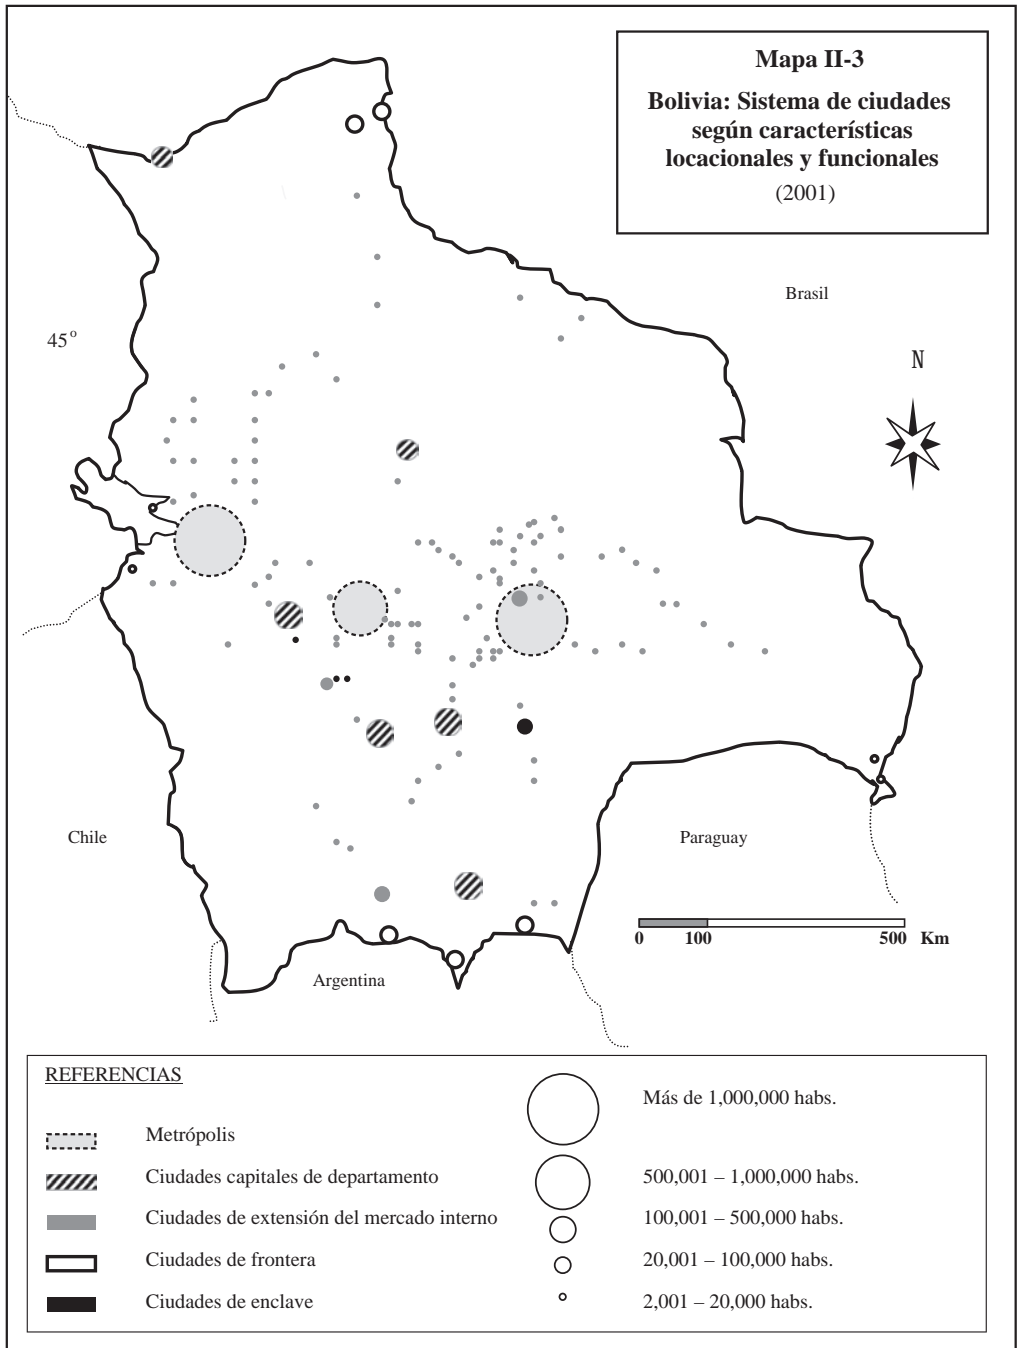 Mapa II-3
Bolivia: Sistema de ciudades
según características
locacionales y funcionales
(2001)
Brasil
45°
N
Chile
Paraguay
0 100 500 Km
Argentina
REFERENCIAS
Metrópolis
Ciudades capitales de departamento
Ciudades de extensión del mercado interno
Ciudades de frontera
Ciudades de enclave
Más de 1,000,000 habs.
500,001 – 1,000,000 habs.
100,001 – 500,000 habs.
20,001 – 100,000 habs.
2,001 – 20,000 habs.